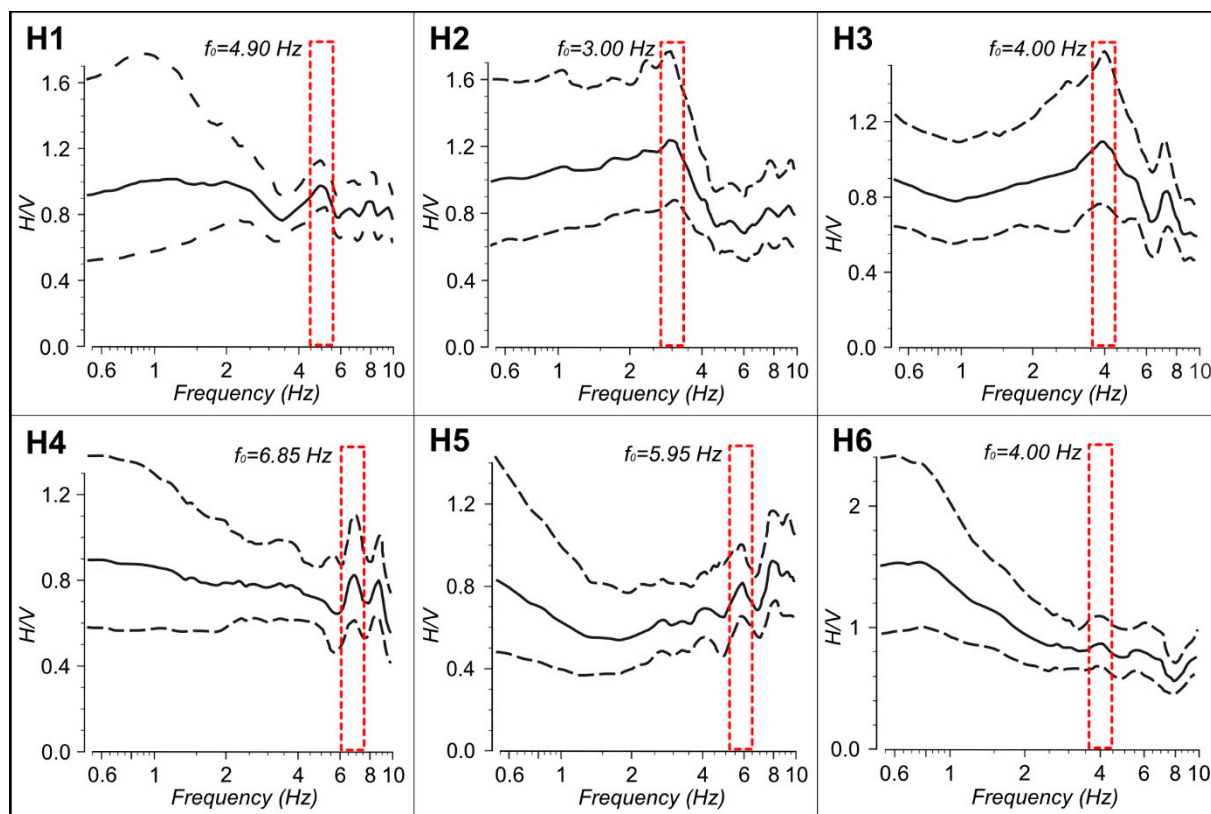 H1
f₀=4.90 Hz
1.6
1.2
0.8
0.4
0.0
H/V
0.6 1 2 4 6 8 10
Frequency (Hz)
H2
f₀=3.00 Hz
1.6
1.2
0.8
0.4
0.0
H/V
0.6 1 2 4 6 8 10
Frequency (Hz)
H3
f₀=4.00 Hz
1.2
0.8
0.4
0.0
H/V
0.6 1 2 4 6 8 10
Frequency (Hz)
H4
f₀=6.85 Hz
1.2
0.8
0.4
0.0
H/V
0.6 1 2 4 6 8 10
Frequency (Hz)
H5
f₀=5.95 Hz
1.2
0.8
0.4
0.0
H/V
0.6 1 2 4 6 8 10
Frequency (Hz)
H6
f₀=4.00 Hz
2
1
0
H/V
0.6 1 2 4 6 8 10
Frequency (Hz)